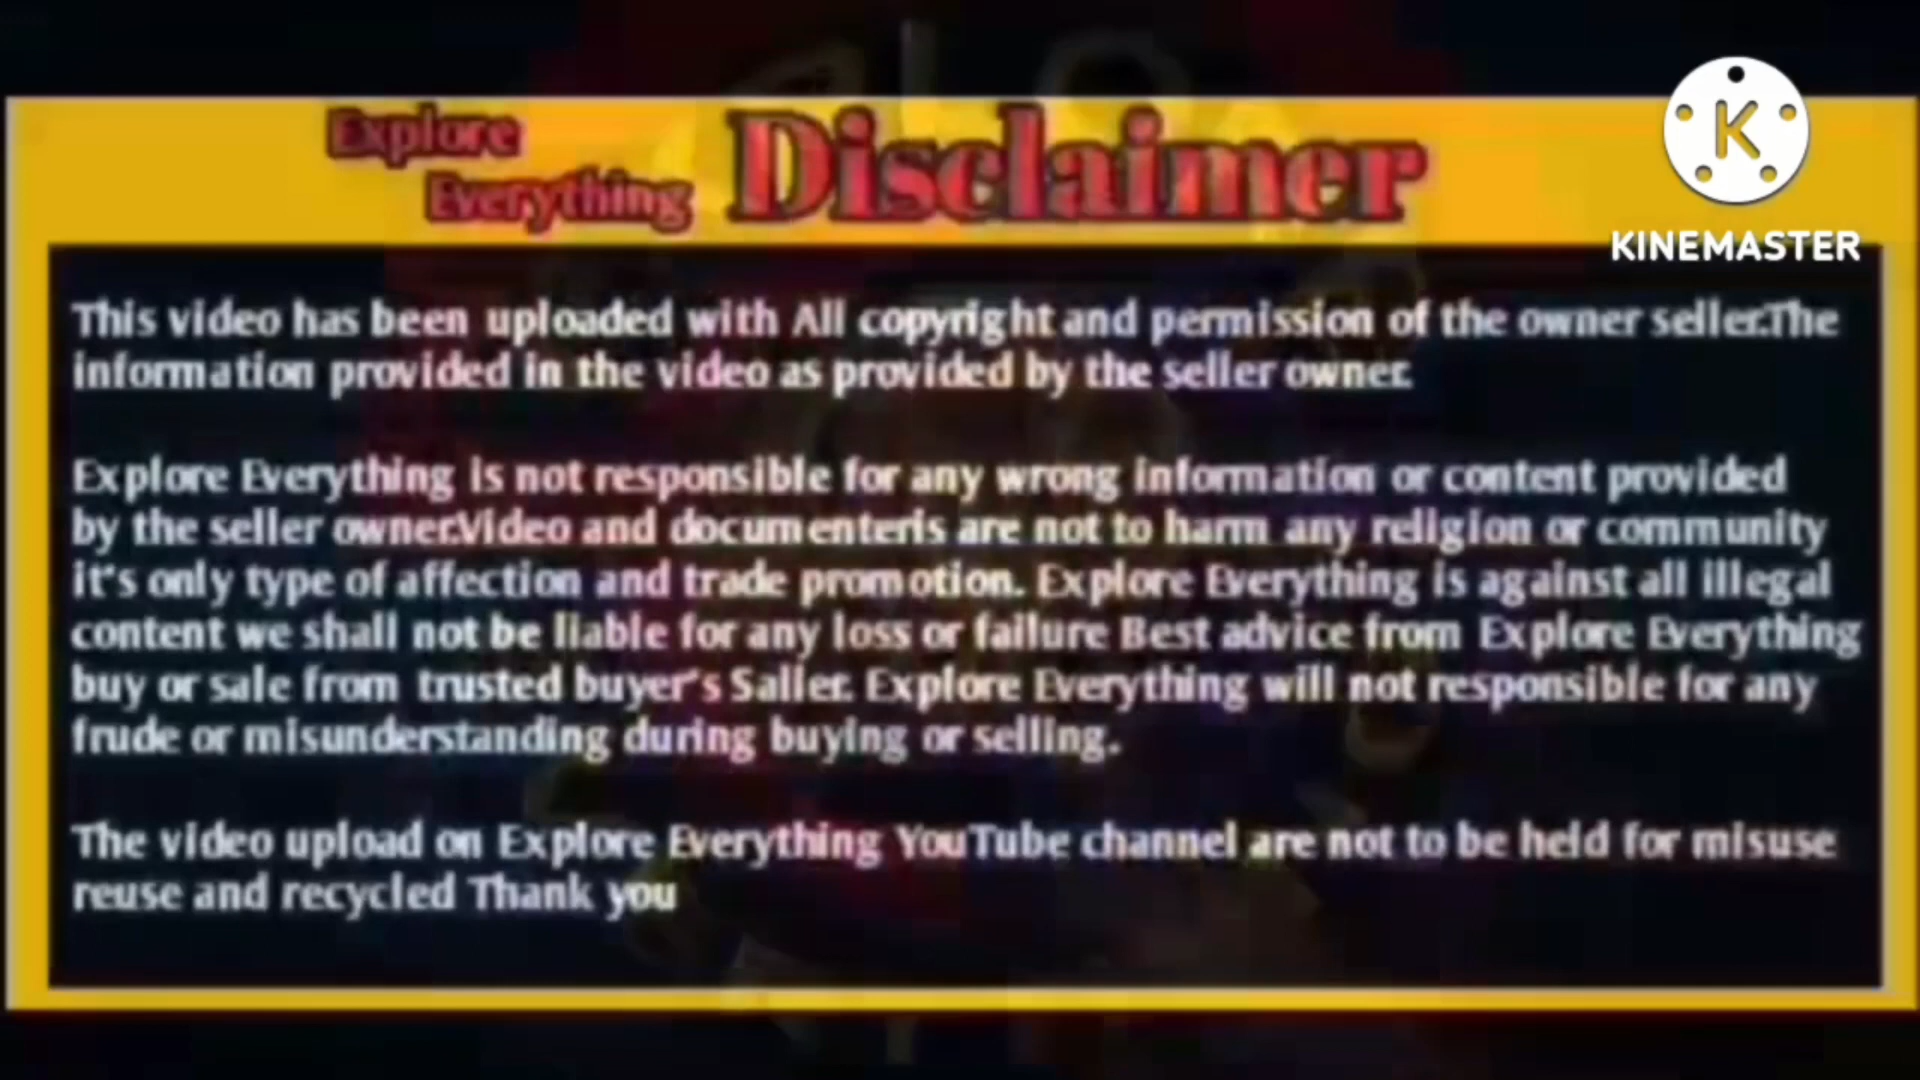 Explore
Everything
Disclaimer
K
KINEMASTER
This video has been uploaded with All copyright and permission of the owner seller.The
information provided in the video as provided by the seller owner.
Explore Everything is not responsible for any wrong information or content provided
by the seller owner.Video and documenteris are not to harm any religion or community
it's only type of affection and trade promotion. Explore Everything is against all illegal
content we shall not be liable for any loss or failure Best advice from Explore Everything
buy or sale from trusted buyer's Saller. Explore Everything will not responsible for any
frude or misunderstanding during buying or selling.
The video upload on Explore Everything YouTube channel are not to be held for misuse
reuse and recycled Thank you